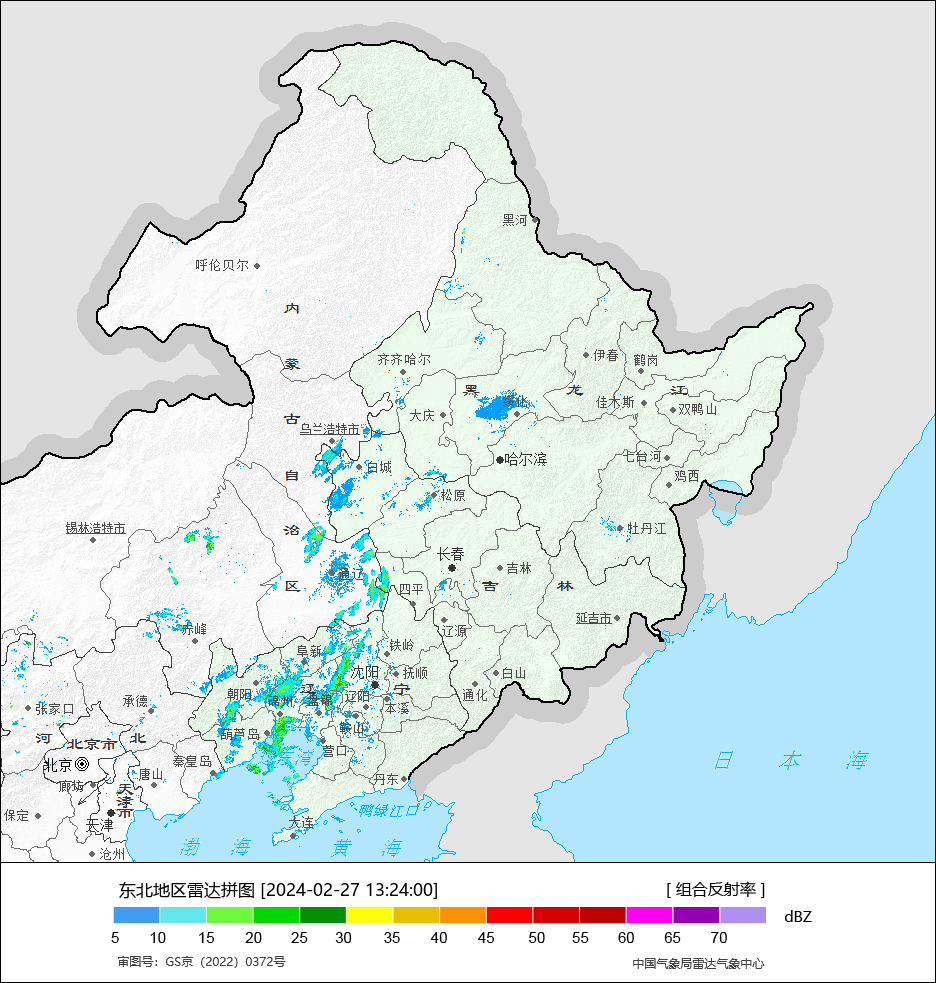 黑河
呼伦贝尔
内
蒙
古
自
治
区
齐齐哈尔
伊春
鹤岗
黑
龙
江
大庆
绥化
佳木斯
双鸭山
乌兰浩特市
白城
哈尔滨
七台河
鸡西
松原
锡林浩特市
牡丹江
长春
通辽
吉林
四平
吉
林
延吉市
赤峰
辽源
铁岭
阜新
沈阳
抚顺
白山
朝阳
辽
宁
通化
锦州
盘锦
辽阳
本溪
承德
张家口
葫芦岛
鞍山
河
北京市
北
营口
北京
秦皇岛
唐山
丹东
廊坊
天
津
市
保定
天津
大连
鸭绿江口
沧州
渤 海
黄 海
日 本 海
东北地区雷达拼图 [2024-02-27 13:24:00]
[ 组合反射率 ]
dBZ
5 10 15 20 25 30 35 40 45 50 55 60 65 70
审图号：GS京（2022）0372号
中国气象局雷达气象中心